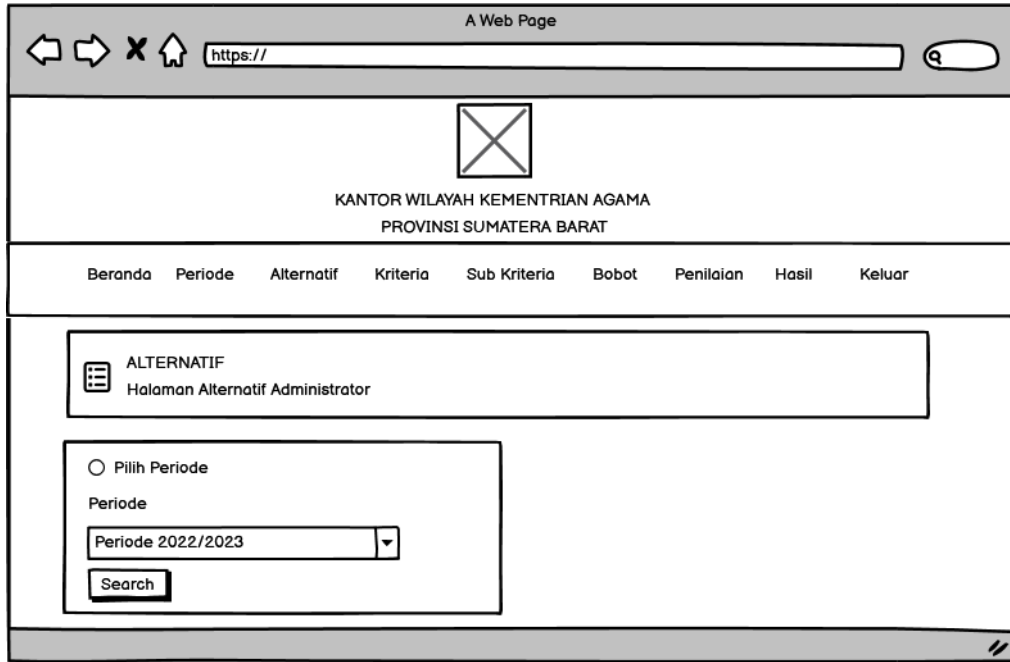 A Web Page
https://
KANTOR WILAYAH KEMENTRIAN AGAMA
PROVINSI SUMATERA BARAT
Beranda Periode Alternatif Kriteria Sub Kriteria Bobot Penilaian Hasil Keluar
ALTERNATIF
Halaman Alternatif Administrator
Pilih Periode
Periode
Periode 2022/2023
Search